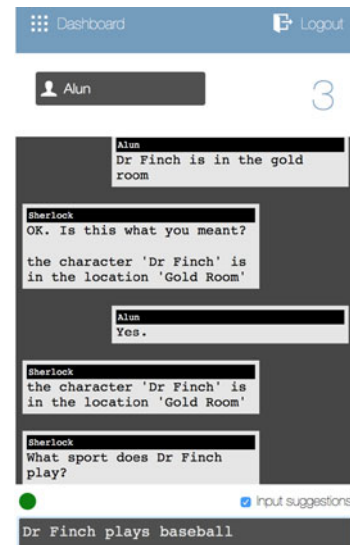 Dashboard
Logout
Alun
3
Alun
Dr Finch is in the gold
room
Sherlock
OK. Is this what you meant?
the character 'Dr Finch' is
in the location 'Gold Room'
Alun
Yes.
Sherlock
the character 'Dr Finch' is
in the location 'Gold Room'
Sherlock
What sport does Dr Finch
play?
Input suggestions
Dr Finch plays baseball